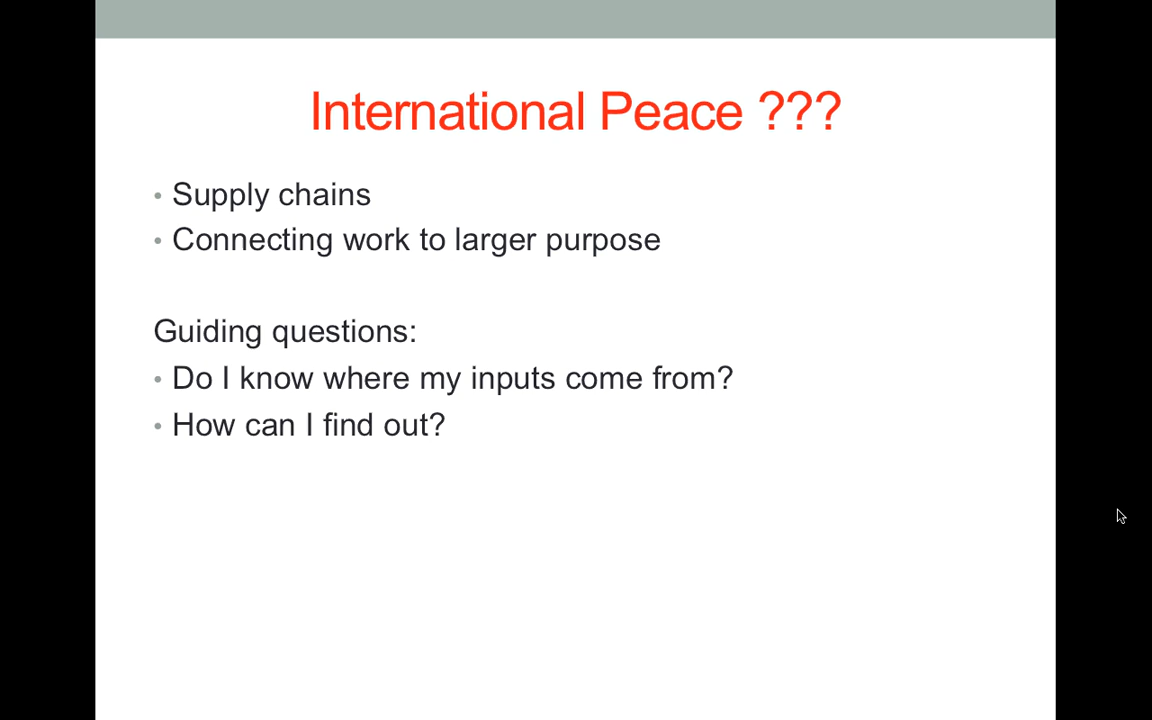 International Peace ???
• Supply chains
• Connecting work to larger purpose
Guiding questions:
• Do I know where my inputs come from?
• How can I find out?